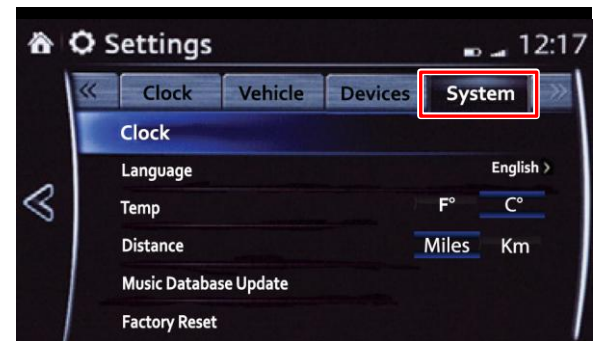 Settings 12:17
« Clock Vehicle Devices System »
Clock
Language English >
Temp F° C°
Distance Miles Km
Music Database Update
Factory Reset